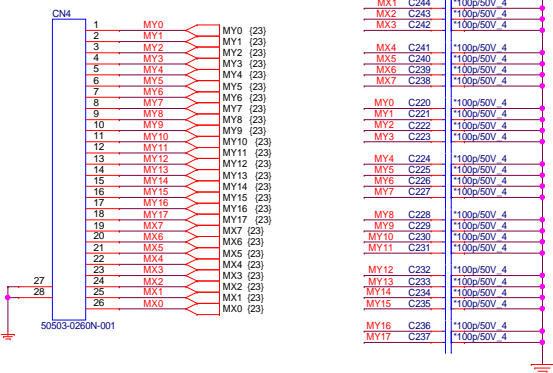 CN4
1 MY0 MY0 {23}
2 MY1 MY1 {23}
3 MY2 MY2 {23}
4 MY3 MY3 {23}
5 MY4 MY4 {23}
6 MY5 MY5 {23}
7 MY6 MY6 {23}
8 MY7 MY7 {23}
9 MY8 MY8 {23}
10 MY9 MY9 {23}
11 MY10 MY10 {23}
12 MY11 MY11 {23}
13 MY12 MY12 {23}
14 MY13 MY13 {23}
15 MY14 MY14 {23}
16 MY15 MY15 {23}
17 MY16 MY16 {23}
18 MY17 MY17 {23}
19 MX7 MX7 {23}
20 MX6 MX6 {23}
21 MX5 MX5 {23}
22 MX4 MX4 {23}
23 MX3 MX3 {23}
24 MX2 MX2 {23}
25 MX1 MX1 {23}
26 MX0 MX0 {23}
27
28
50503-0260N-001
MX1 C244 *100p/50V_4
MX2 C243 *100p/50V_4
MX3 C242 *100p/50V_4
MX4 C241 *100p/50V_4
MX5 C240 *100p/50V_4
MX6 C239 *100p/50V_4
MX7 C238 *100p/50V_4
MY0 C220 *100p/50V_4
MY1 C221 *100p/50V_4
MY2 C222 *100p/50V_4
MY3 C223 *100p/50V_4
MY4 C224 *100p/50V_4
MY5 C225 *100p/50V_4
MY6 C226 *100p/50V_4
MY7 C227 *100p/50V_4
MY8 C228 *100p/50V_4
MY9 C229 *100p/50V_4
MY10 C230 *100p/50V_4
MY11 C231 *100p/50V_4
MY12 C232 *100p/50V_4
MY13 C233 *100p/50V_4
MY14 C234 *100p/50V_4
MY15 C235 *100p/50V_4
MY16 C236 *100p/50V_4
MY17 C237 *100p/50V_4